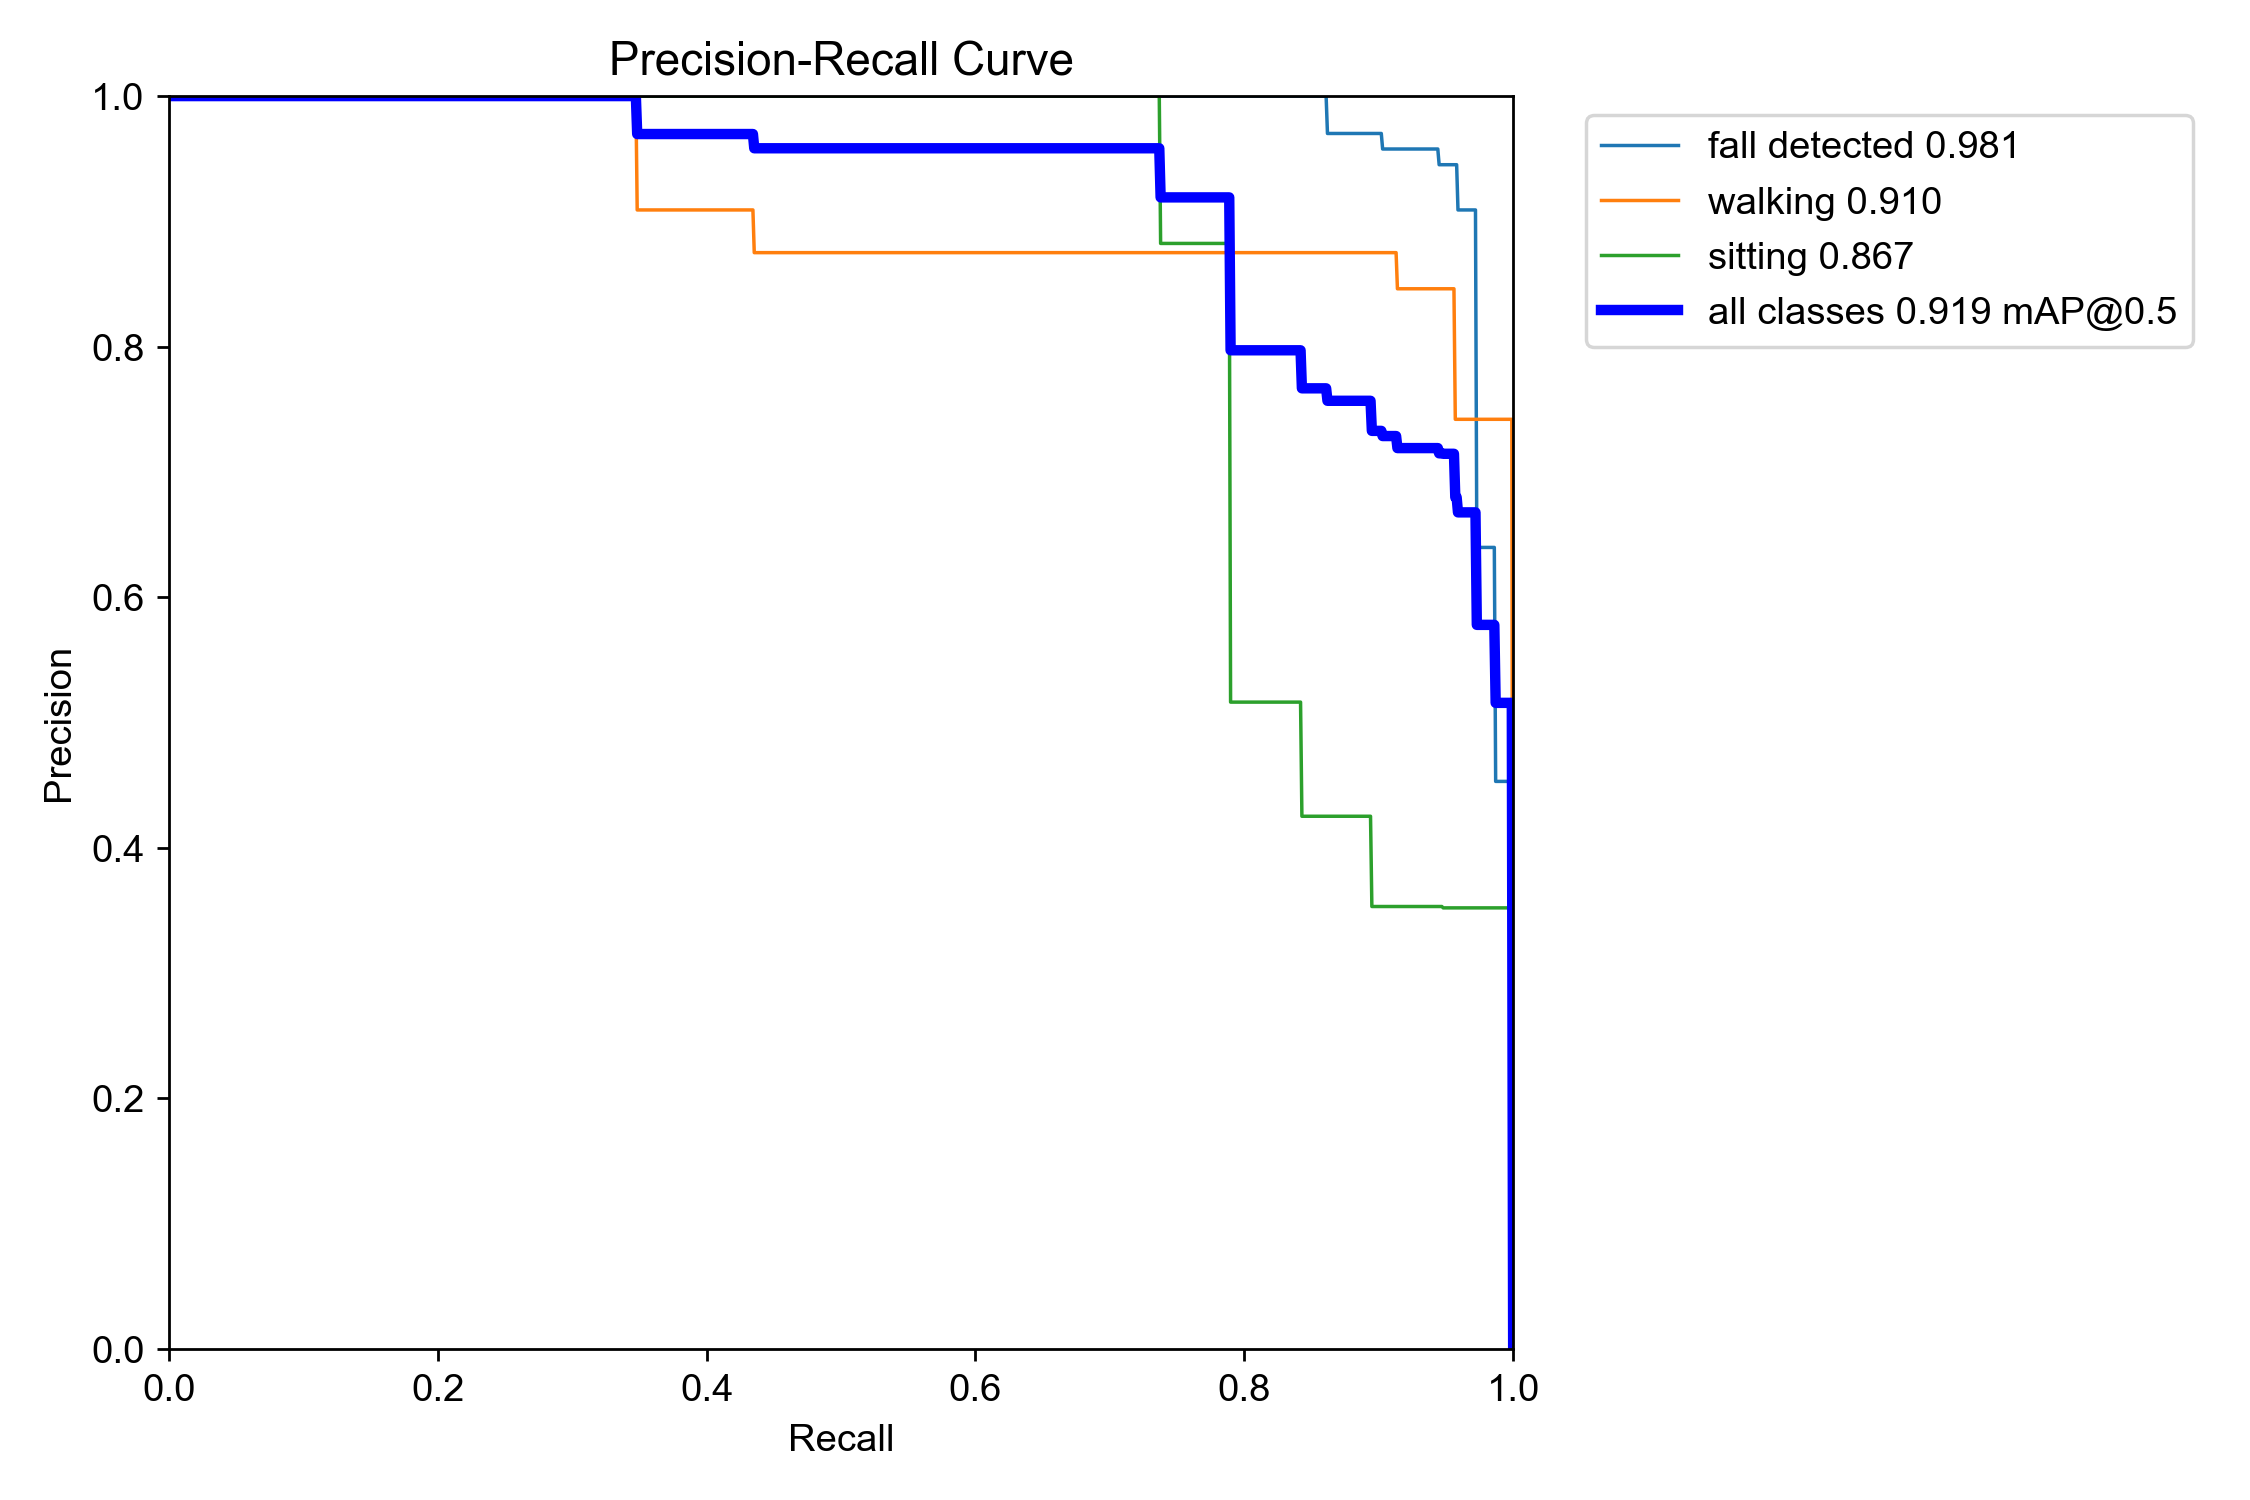 Precision-Recall Curve
1.0
0.8
0.6
0.4
0.2
0.0
Precision
0.0 0.2 0.4 0.6 0.8 1.0
Recall
fall detected 0.981
walking 0.910
sitting 0.867
all classes 0.919 mAP@0.5